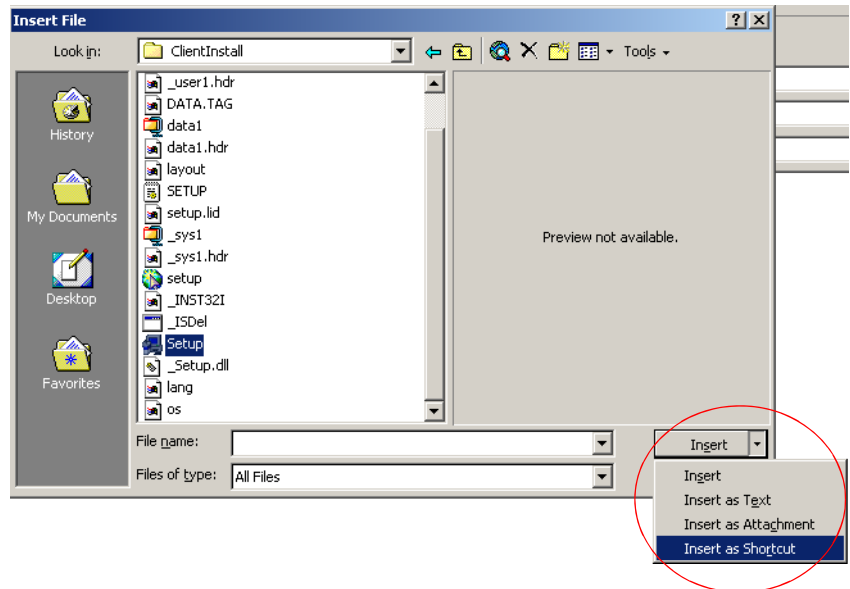 Insert File
Look in:
ClientInstall
Tools
History
My Documents
Desktop
Favorites
_user1.hdr
DATA.TAG
data1
data1.hdr
layout
SETUP
setup.lid
_sys1
_sys1.hdr
setup
_INST32I
_ISDel
Setup
_Setup.dll
lang
os
Preview not available.
File name:
Insert
Files of type:
All Files
Insert
Insert as Text
Insert as Attachment
Insert as Shortcut